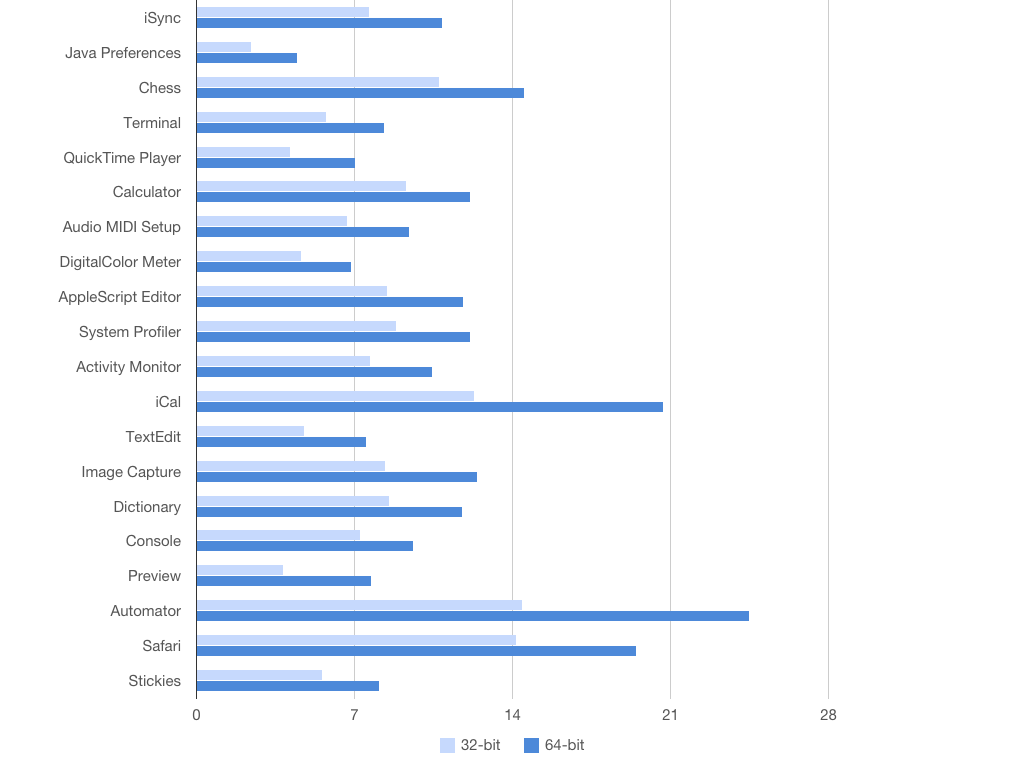 iSync
Java Preferences
Chess
Terminal
QuickTime Player
Calculator
Audio MIDI Setup
DigitalColor Meter
AppleScript Editor
System Profiler
Activity Monitor
iCal
TextEdit
Image Capture
Dictionary
Console
Preview
Automator
Safari
Stickies
0 7 14 21 28
32-bit 64-bit